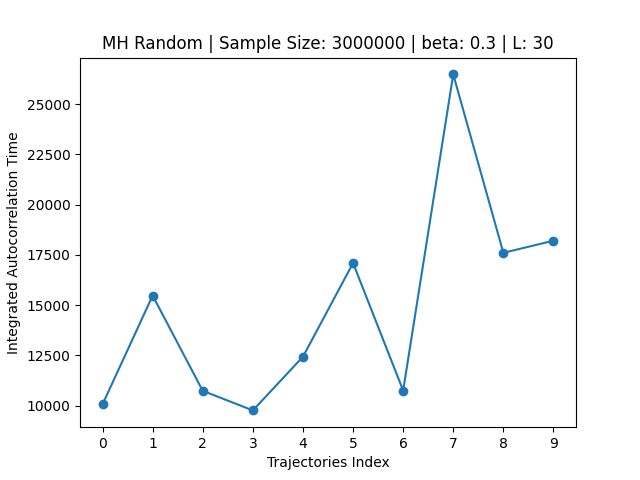 MH Random | Sample Size: 3000000 | beta: 0.3 | L: 30
Integrated Autocorrelation Time
25000
22500
20000
17500
15000
12500
10000
0 1 2 3 4 5 6 7 8 9
Trajectories Index